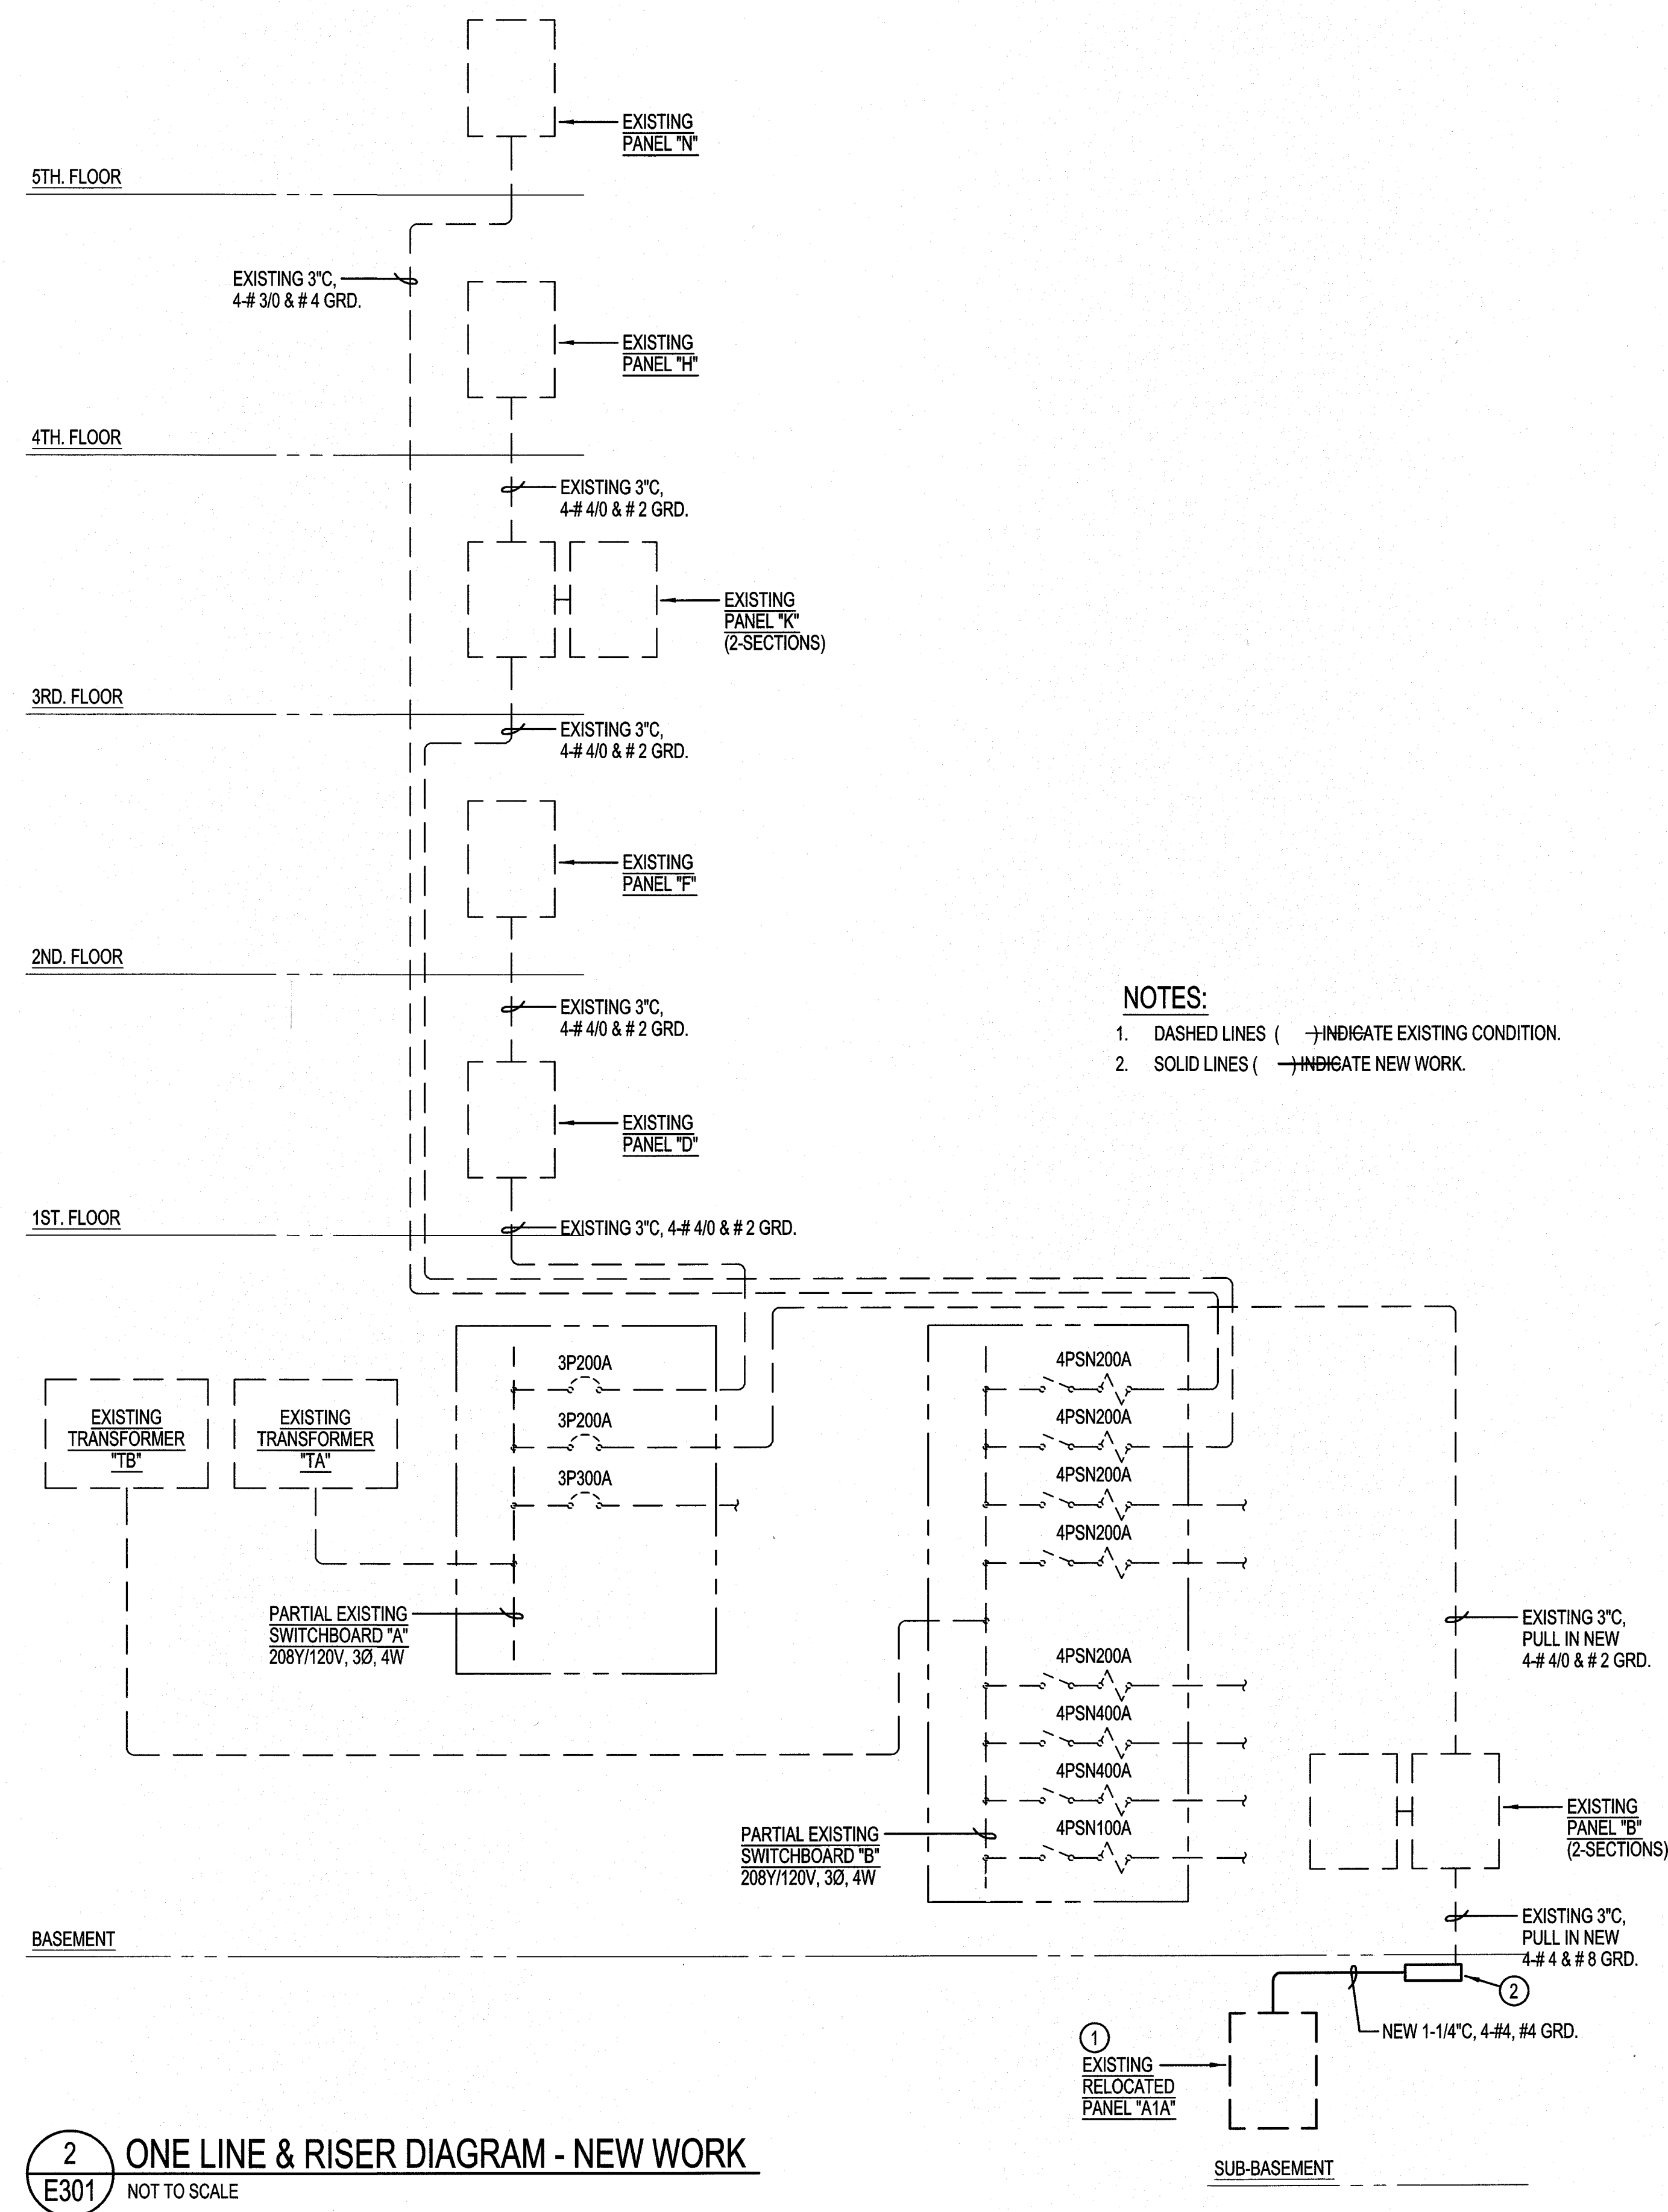 EXISTING
PANEL "N"
5TH. FLOOR
EXISTING 3"C,
4-# 3/0 & # 4 GRD.
EXISTING
PANEL "H"
4TH. FLOOR
EXISTING 3"C,
4-# 4/0 & # 2 GRD.
EXISTING
PANEL "K"
(2-SECTIONS)
3RD. FLOOR
EXISTING 3"C,
4-# 4/0 & # 2 GRD.
EXISTING
PANEL "F"
2ND. FLOOR
EXISTING 3"C,
4-# 4/0 & # 2 GRD.
NOTES:
1. DASHED LINES ( ) INDICATE EXISTING CONDITION.
2. SOLID LINES ( ) INDICATE NEW WORK.
EXISTING
PANEL "D"
1ST. FLOOR
EXISTING 3"C, 4-# 4/0 & # 2 GRD.
3P200A
3P200A
3P300A
EXISTING
TRANSFORMER
"TB"
EXISTING
TRANSFORMER
"TA"
PARTIAL EXISTING
SWITCHBOARD "A"
208Y/120V, 3Ø, 4W
4PSN200A
4PSN200A
4PSN200A
4PSN200A
4PSN200A
4PSN400A
4PSN400A
4PSN100A
PARTIAL EXISTING
SWITCHBOARD "B"
208Y/120V, 3Ø, 4W
EXISTING 3"C,
PULL IN NEW
4-# 4/0 & # 2 GRD.
EXISTING
PANEL "B"
(2-SECTIONS)
EXISTING 3"C,
PULL IN NEW
4-# 4 & # 8 GRD.
BASEMENT
2
NEW 1-1/4"C, 4-#4, #4 GRD.
1
EXISTING
RELOCATED
PANEL "A1A"
SUB-BASEMENT
2
E301
ONE LINE & RISER DIAGRAM - NEW WORK
NOT TO SCALE